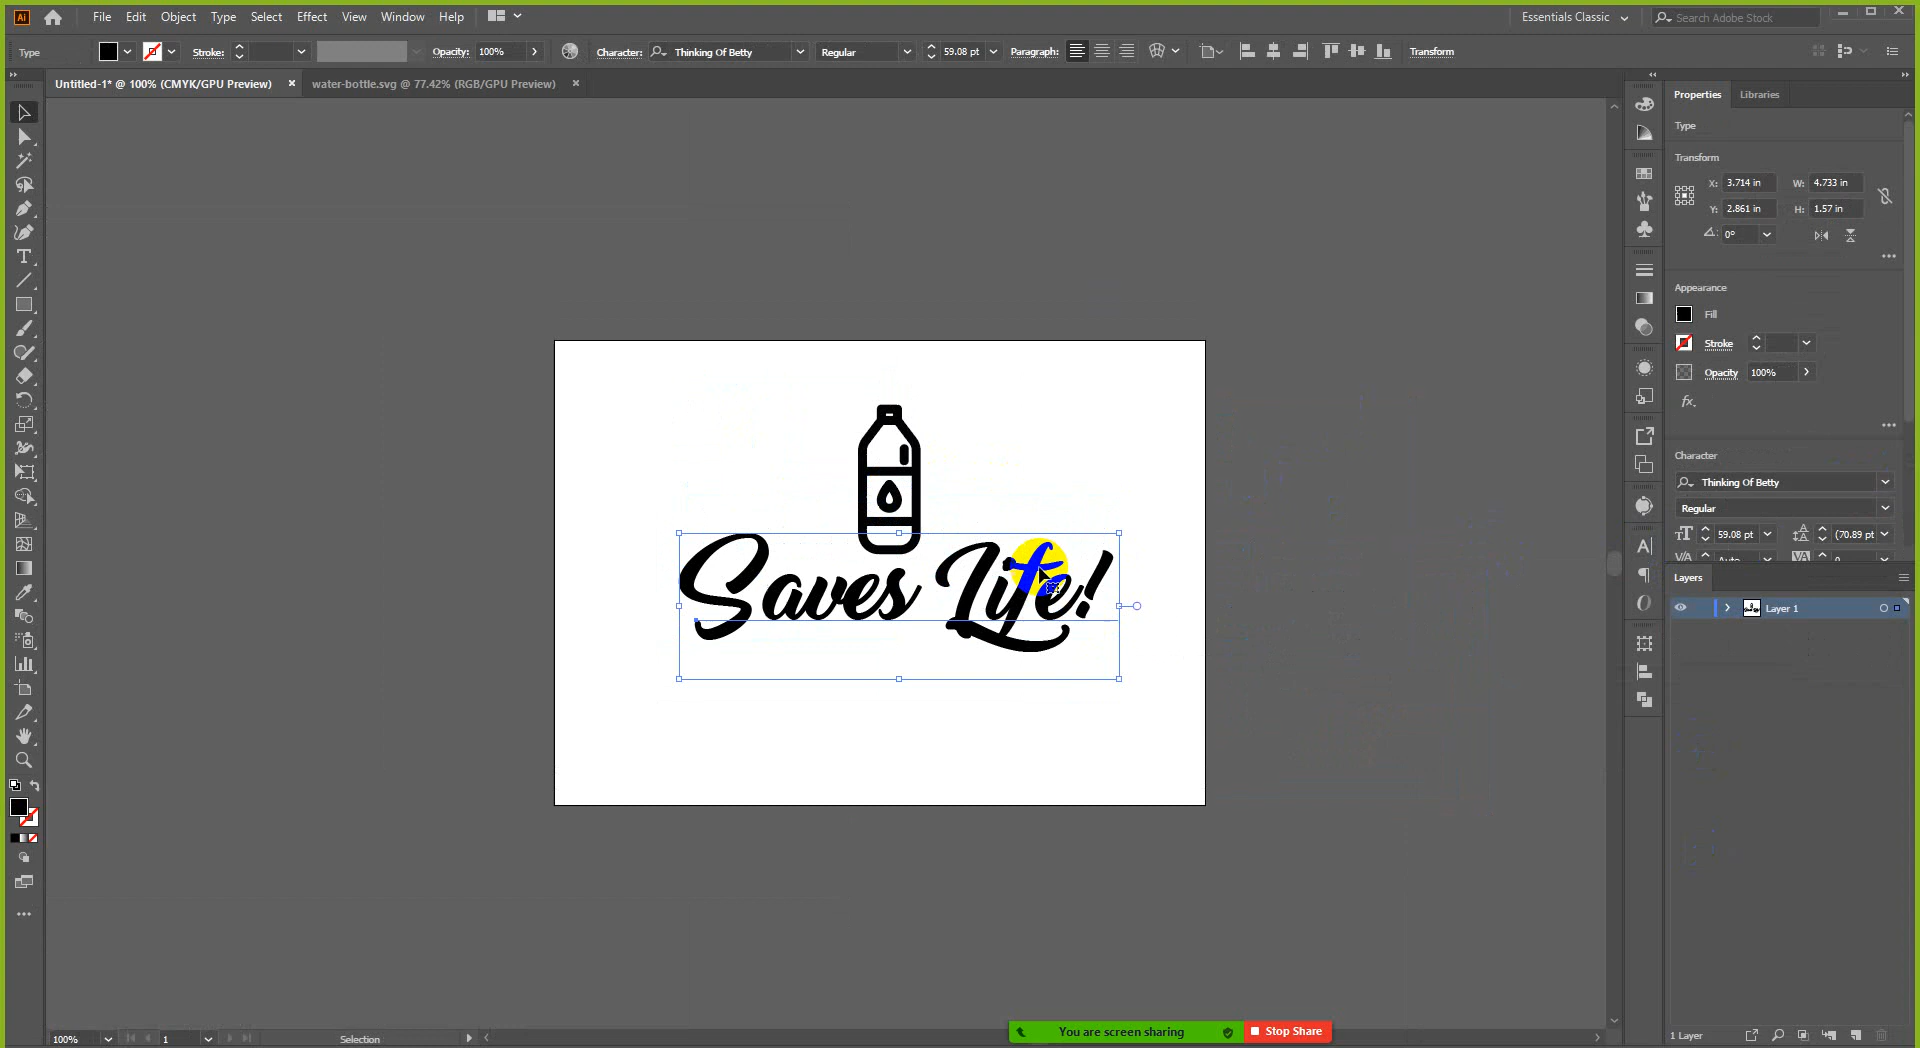 Ai File Edit Object Type Select Effect View Window Help Essentials Classic Search Adobe Stock
Type Stroke: Opacity: 100% Character: Thinking Of Betty Regular 59.08 pt Paragraph: Transform
Untitled-1* @ 100% (CMYK/GPU Preview) × water-bottle.svg @ 77.42% (RGB/GPU Preview) ×
Properties Libraries
Type
Transform
X: 3.714 in W: 4.733 in
Y: 2.861 in H: 1.57 in
0°
Appearance
Fill
Stroke
Opacity 100%
fx.
Character
Thinking Of Betty
Regular
59.08 pt (70.89 pt
Auto 0
Saves Life!
Layers
Layer 1
1 Layer
100% 1 Selection
You are screen sharing Stop Share